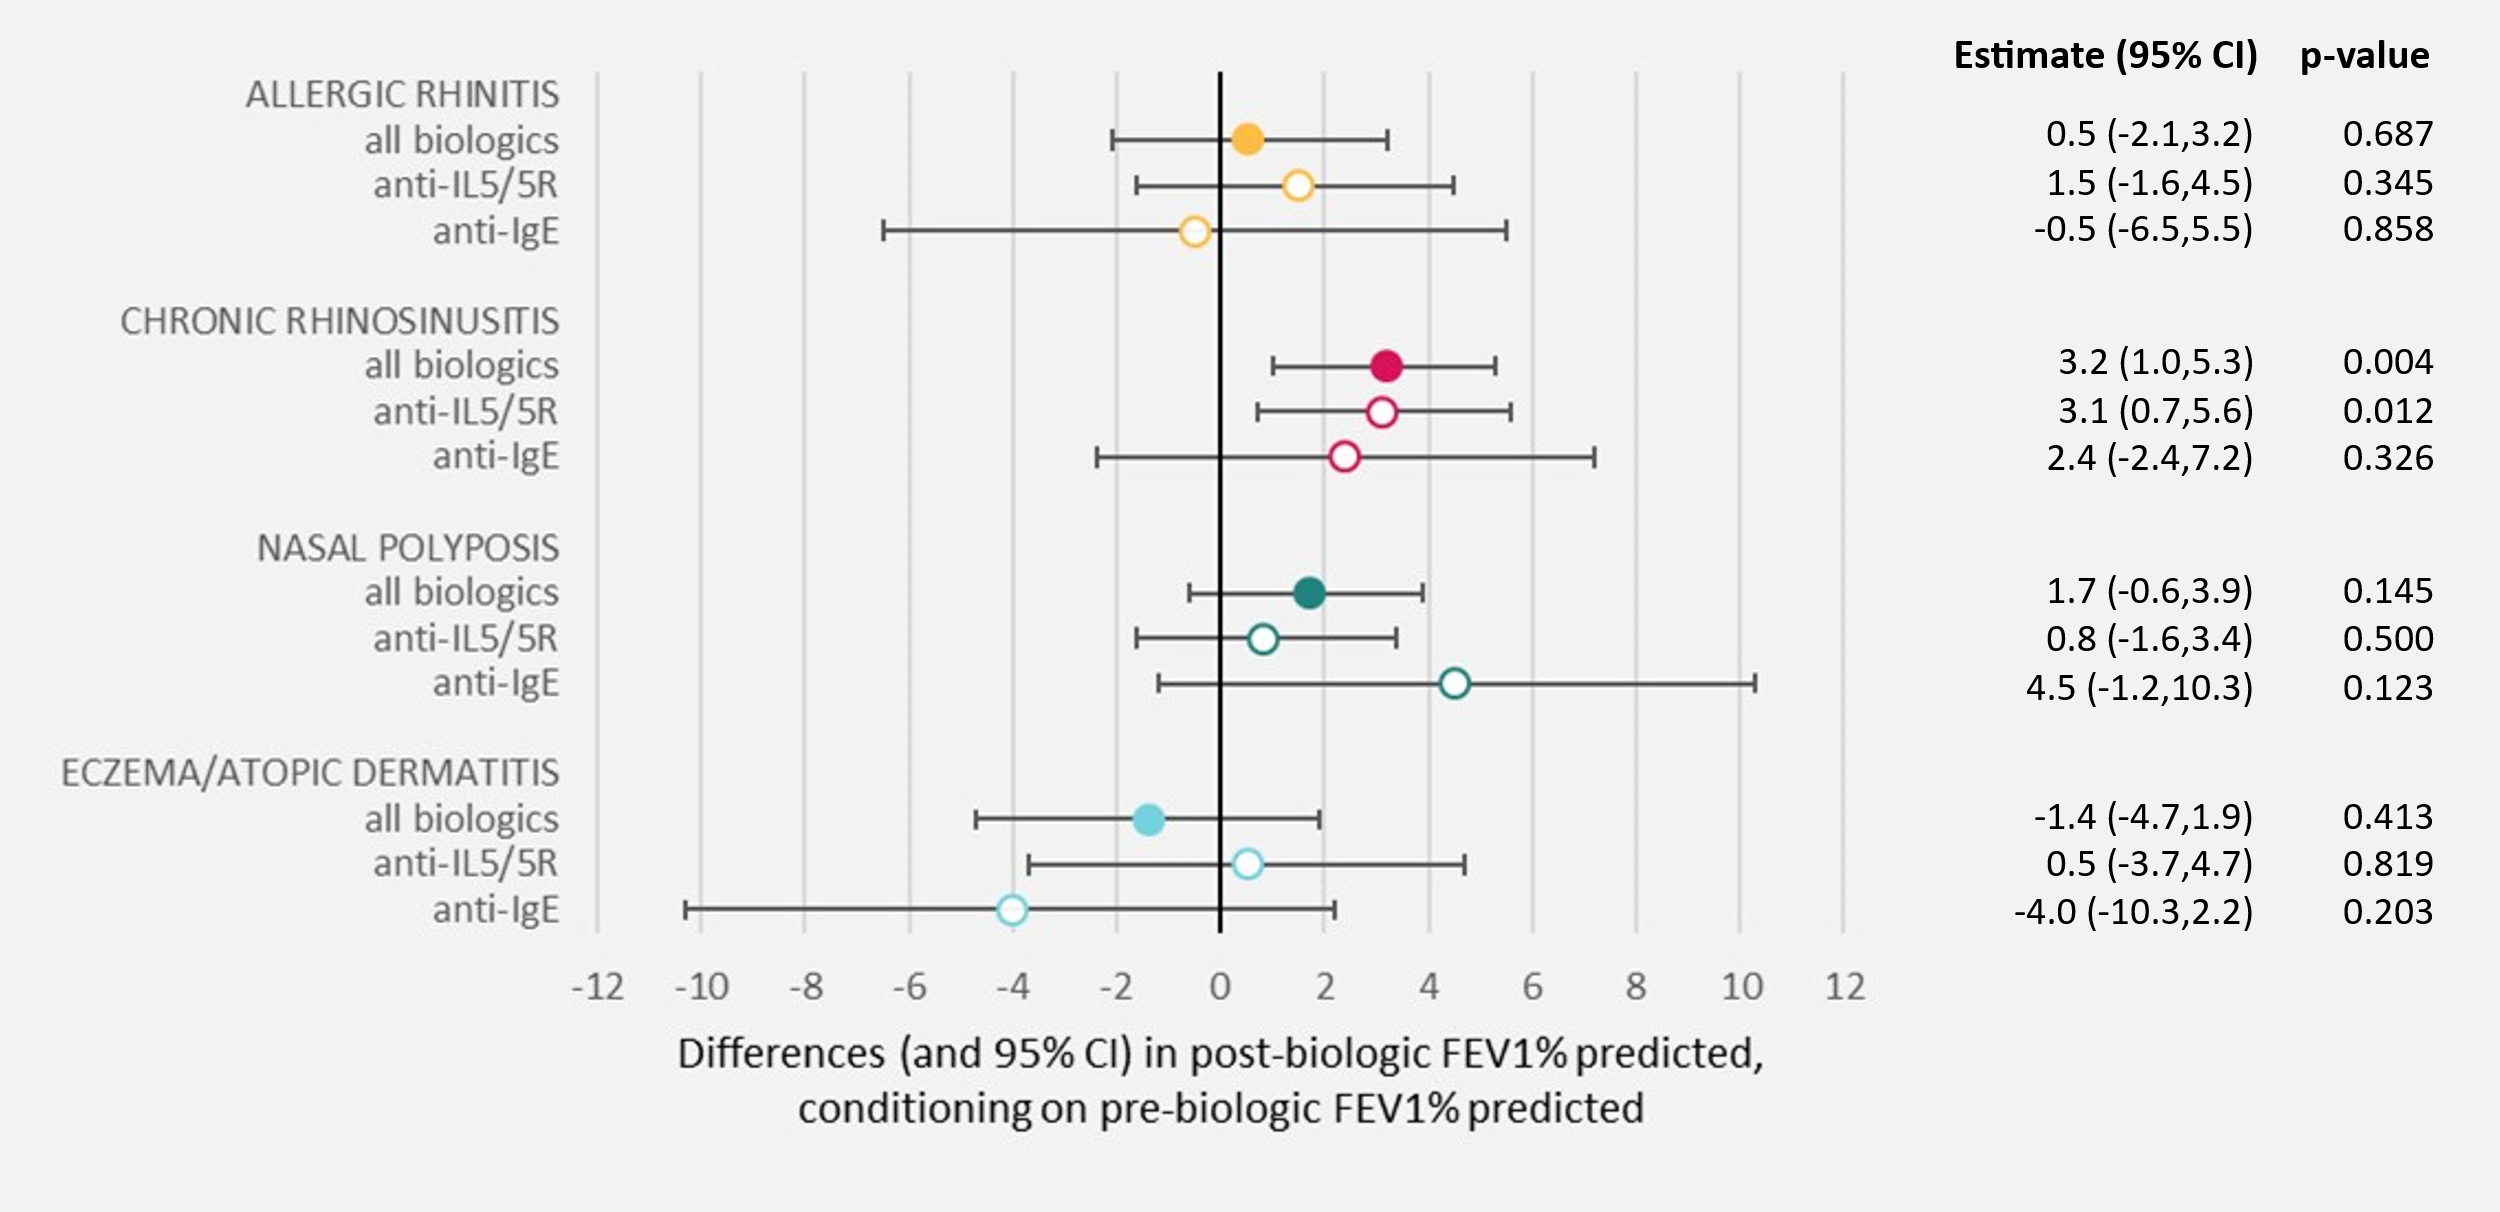 Estimate (95% CI) p-value
ALLERGIC RHINITIS
all biologics 0.5 (-2.1,3.2) 0.687
anti-IL5/5R 1.5 (-1.6,4.5) 0.345
anti-IgE -0.5 (-6.5,5.5) 0.858
CHRONIC RHINOSINUSITIS
all biologics 3.2 (1.0,5.3) 0.004
anti-IL5/5R 3.1 (0.7,5.6) 0.012
anti-IgE 2.4 (-2.4,7.2) 0.326
NASAL POLYPOSIS
all biologics 1.7 (-0.6,3.9) 0.145
anti-IL5/5R 0.8 (-1.6,3.4) 0.500
anti-IgE 4.5 (-1.2,10.3) 0.123
ECZEMA/ATOPIC DERMATITIS
all biologics -1.4 (-4.7,1.9) 0.413
anti-IL5/5R 0.5 (-3.7,4.7) 0.819
anti-IgE -4.0 (-10.3,2.2) 0.203
-12 -10 -8 -6 -4 -2 0 2 4 6 8 10 12
Differences (and 95% CI) in post-biologic FEV1% predicted,
conditioning on pre-biologic FEV1% predicted